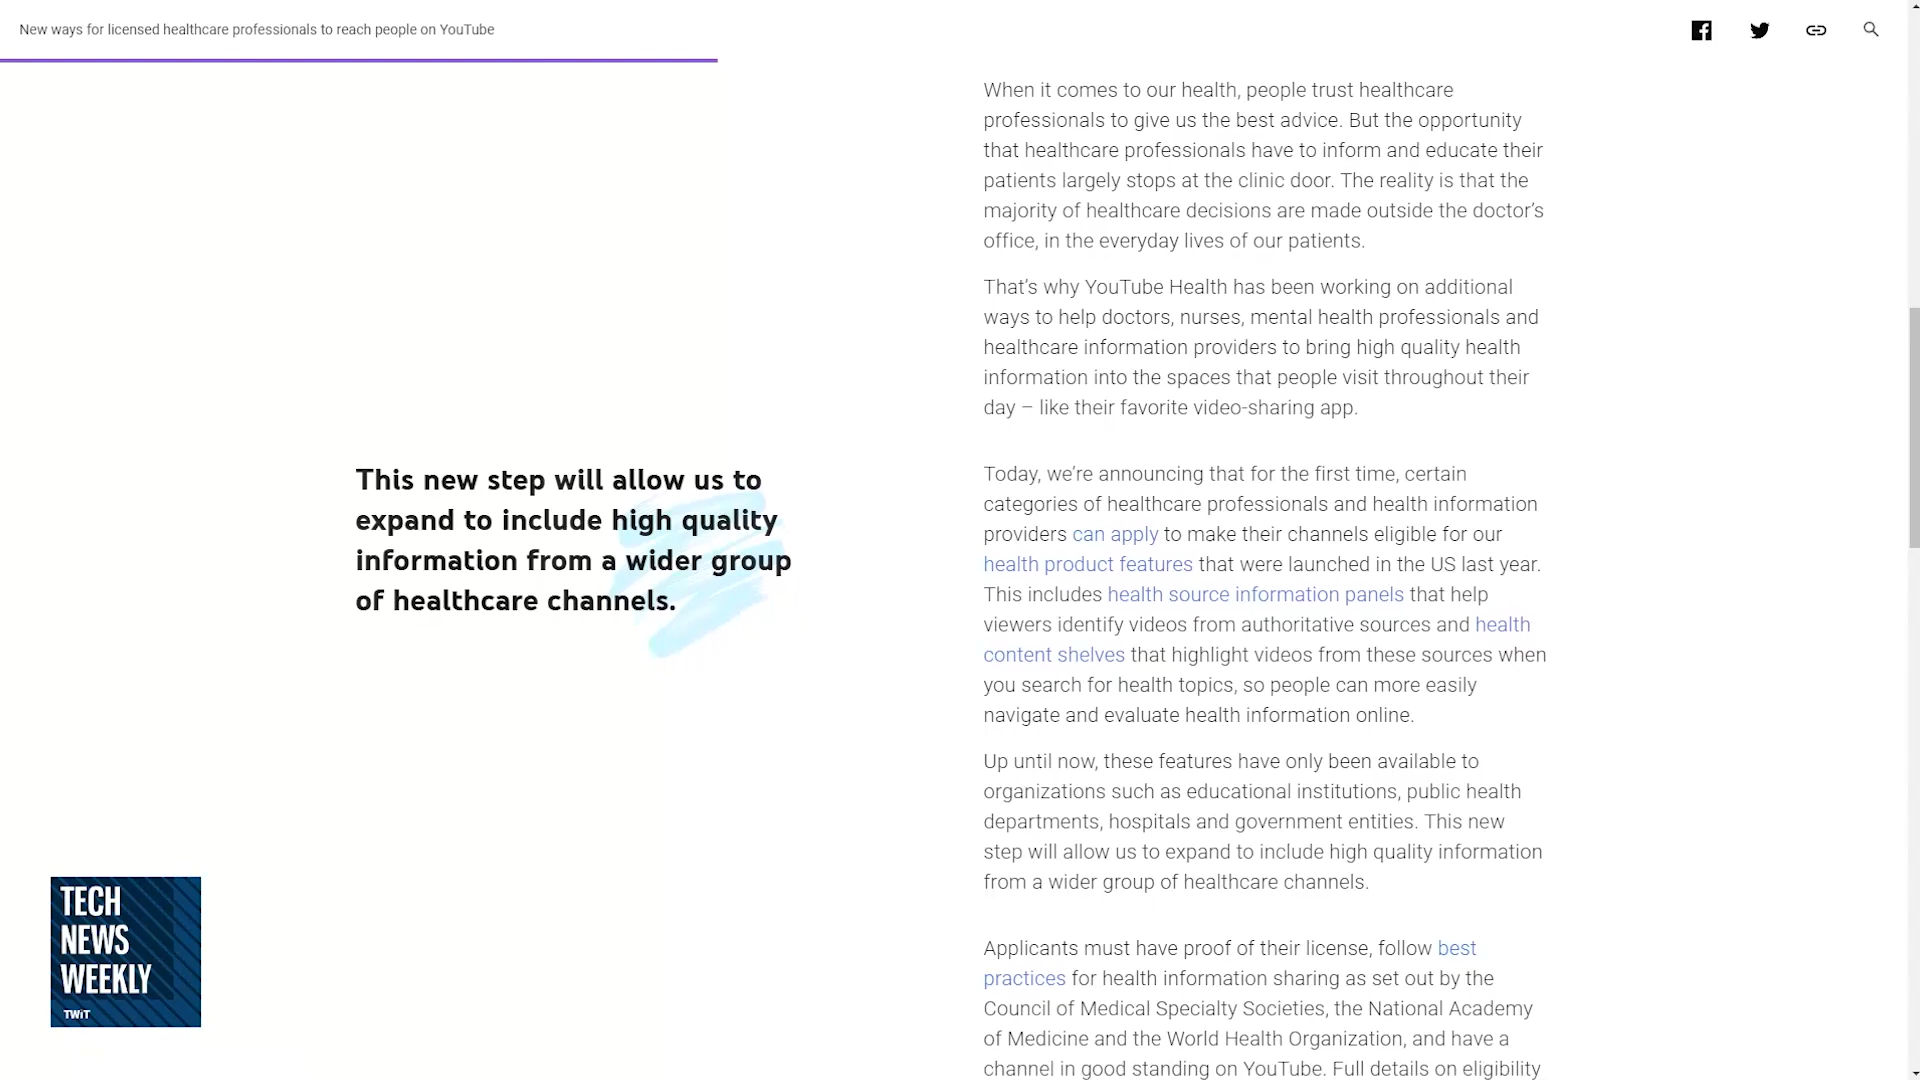 New ways for licensed healthcare professionals to reach people on YouTube
When it comes to our health, people trust healthcare
professionals to give us the best advice. But the opportunity
that healthcare professionals have to inform and educate their
patients largely stops at the clinic door. The reality is that the
majority of healthcare decisions are made outside the doctor’s
office, in the everyday lives of our patients.
That’s why YouTube Health has been working on additional
ways to help doctors, nurses, mental health professionals and
healthcare information providers to bring high quality health
information into the spaces that people visit throughout their
day – like their favorite video-sharing app.
This new step will allow us to
expand to include high quality
information from a wider group
of healthcare channels.
Today, we’re announcing that for the first time, certain
categories of healthcare professionals and health information
providers can apply to make their channels eligible for our
health product features that were launched in the US last year.
This includes health source information panels that help
viewers identify videos from authoritative sources and health
content shelves that highlight videos from these sources when
you search for health topics, so people can more easily
navigate and evaluate health information online.
Up until now, these features have only been available to
organizations such as educational institutions, public health
departments, hospitals and government entities. This new
step will allow us to expand to include high quality information
from a wider group of healthcare channels.
Applicants must have proof of their license, follow best
practices for health information sharing as set out by the
Council of Medical Specialty Societies, the National Academy
of Medicine and the World Health Organization, and have a
channel in good standing on YouTube. Full details on eligibility
TECH
NEWS
WEEKLY
TWiT